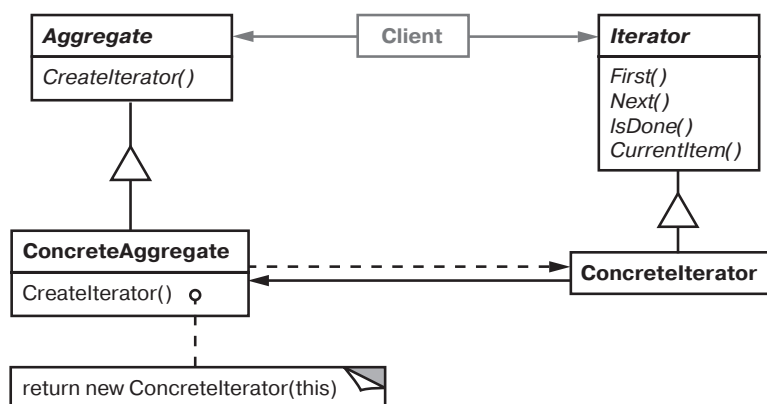 Aggregate
CreateIterator()
Client
Iterator
First()
Next()
IsDone()
CurrentItem()
ConcreteAggregate
CreateIterator()
ConcreteIterator
return new ConcreteIterator(this)